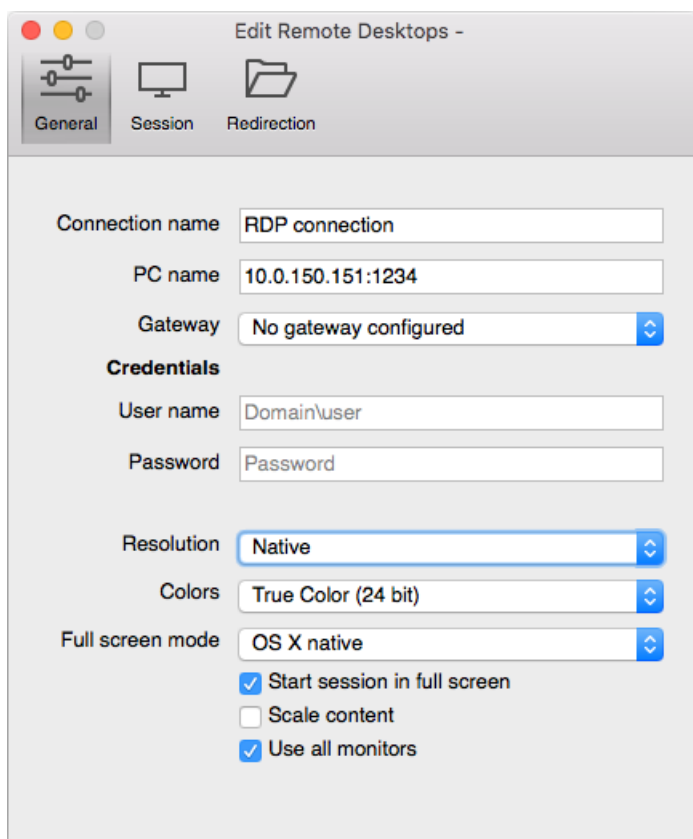 Edit Remote Desktops -
General Session Redirection
Connection name RDP connection
PC name 10.0.150.151:1234
Gateway No gateway configured
Credentials
User name Domain\user
Password Password
Resolution Native
Colors True Color (24 bit)
Full screen mode OS X native
Start session in full screen
Scale content
Use all monitors